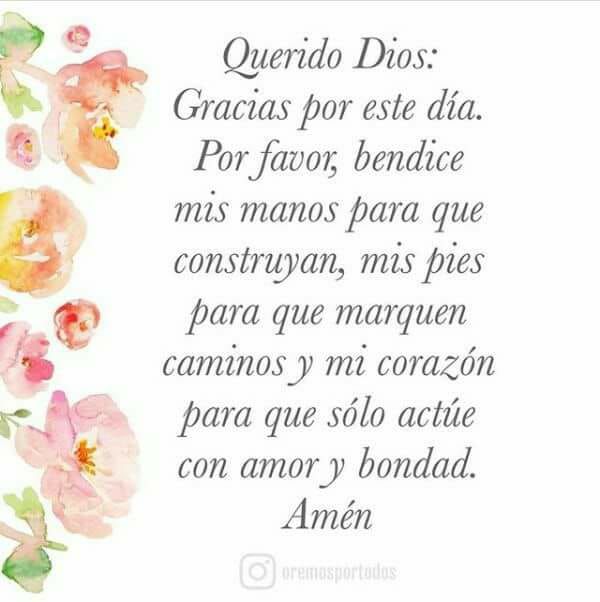 Querido Dios:
Gracias por este día.
Por favor, bendice
mis manos para que
construyan, mis pies
para que marquen
caminos y mi corazón
para que sólo actúe
con amor y bondad.
Amén
oremosportodos